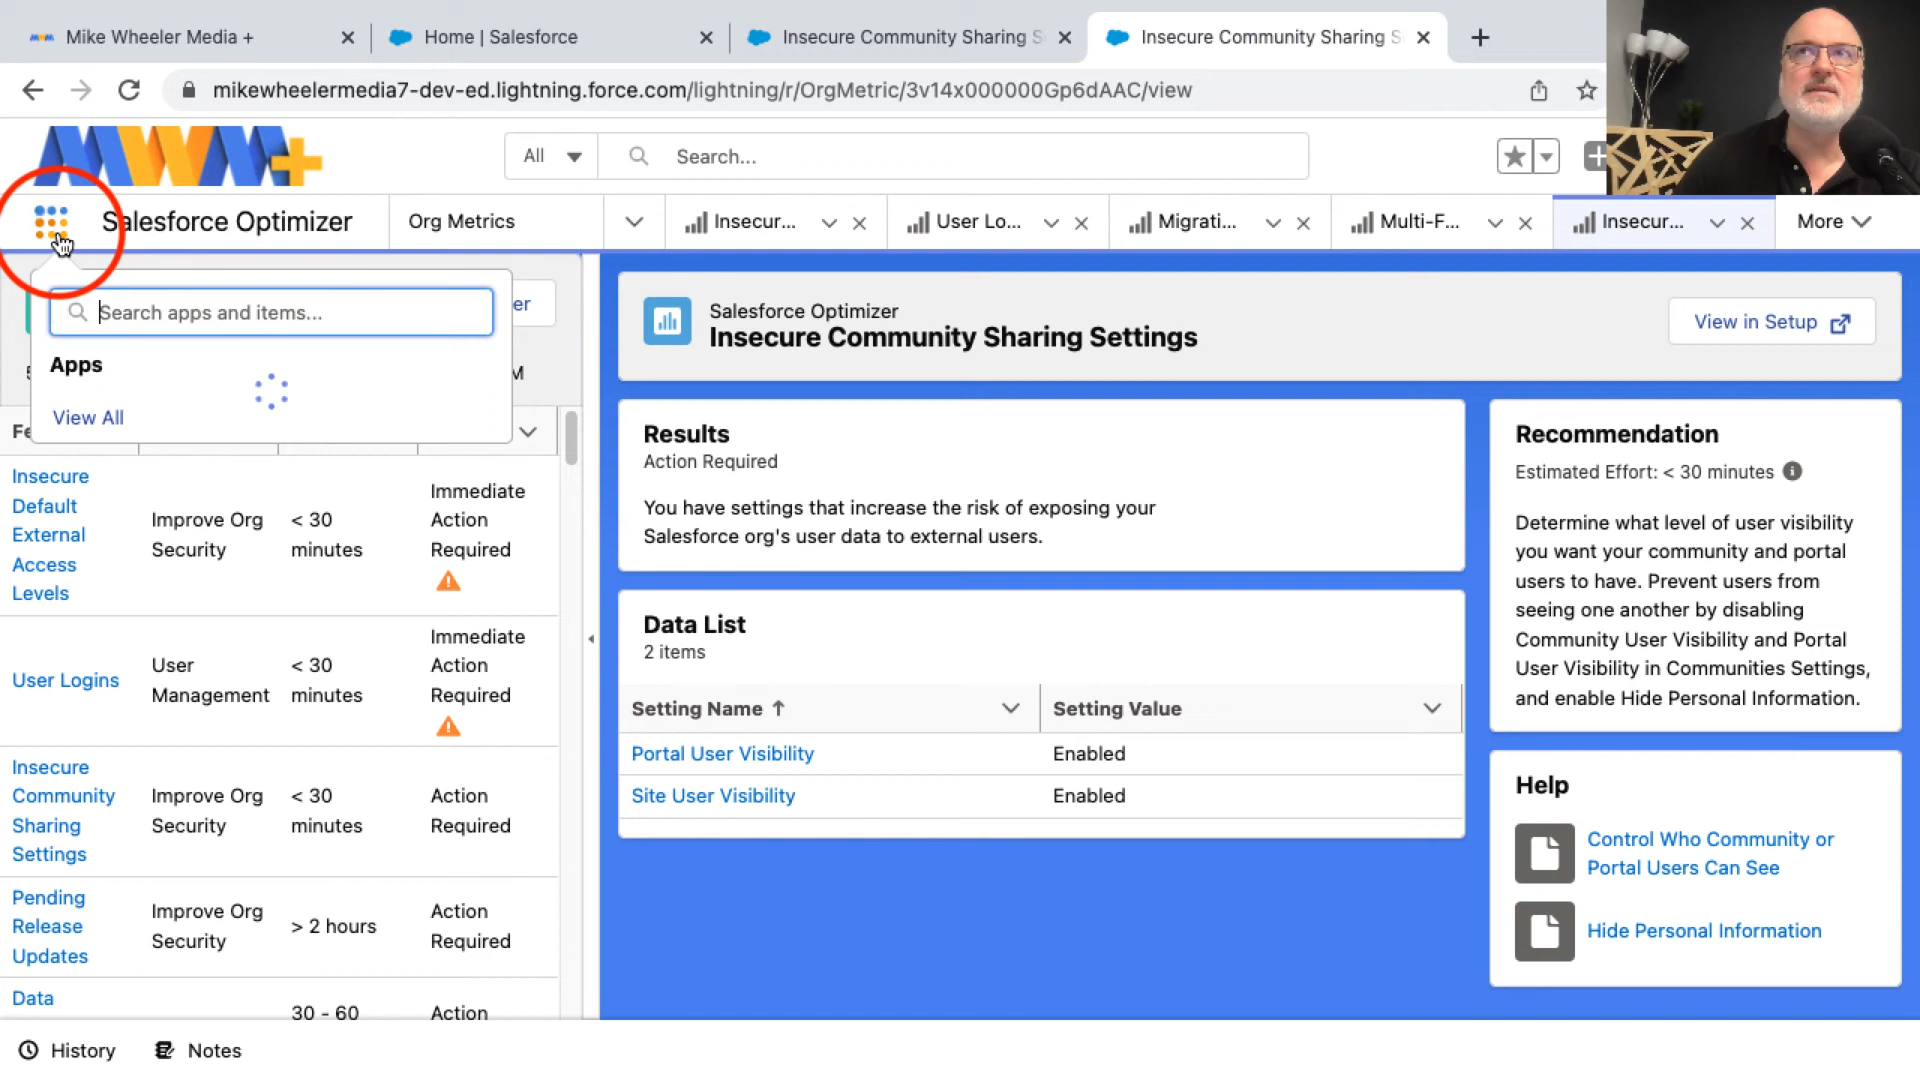 Mike Wheeler Media +
Home | Salesforce
Insecure Community Sharing S
Insecure Community Sharing S
mikewheelermedia7-dev-ed.lightning.force.com/lightning/r/OrgMetric/3v14x000000Gp6dAAC/view
MWM+
All
Search...
Salesforce Optimizer
Org Metrics
Insecur...
User Lo...
Migrati...
Multi-F...
Insecur...
More
Search apps and items...
er
Apps
View All
M
Fe
Insecure
Default
External
Access
Levels
Improve Org
Security
< 30
minutes
Immediate
Action
Required
User Logins
User
Management
< 30
minutes
Immediate
Action
Required
Insecure
Community
Sharing
Settings
Improve Org
Security
< 30
minutes
Action
Required
Pending
Release
Updates
Improve Org
Security
> 2 hours
Action
Required
Data
30 - 60
Action
Salesforce Optimizer
Insecure Community Sharing Settings
View in Setup
Results
Action Required
You have settings that increase the risk of exposing your
Salesforce org's user data to external users.
Data List
2 items
Setting Name
Setting Value
Portal User Visibility
Enabled
Site User Visibility
Enabled
Recommendation
Estimated Effort: < 30 minutes
Determine what level of user visibility
you want your community and portal
users to have. Prevent users from
seeing one another by disabling
Community User Visibility and Portal
User Visibility in Communities Settings,
and enable Hide Personal Information.
Help
Control Who Community or
Portal Users Can See
Hide Personal Information
History
Notes